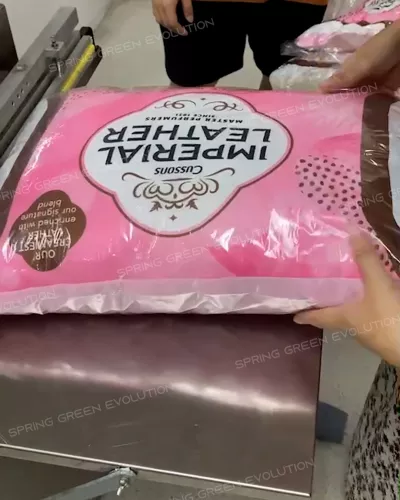 Cussons
IMPERIAL
LEATHER
MASTER PERFUMERS
SINCE 1921
OUR
CREAMIEST
LATHER
enriched with
our signature
blend
SPRING GREEN EVOLUTION
SPRING GREEN EVOLUTION
SPRING GREEN EVOLUTION
SPRING GREEN EVOLUTION
SPRING GREEN EVOLUTION
SPRING GREEN EVOLUTION